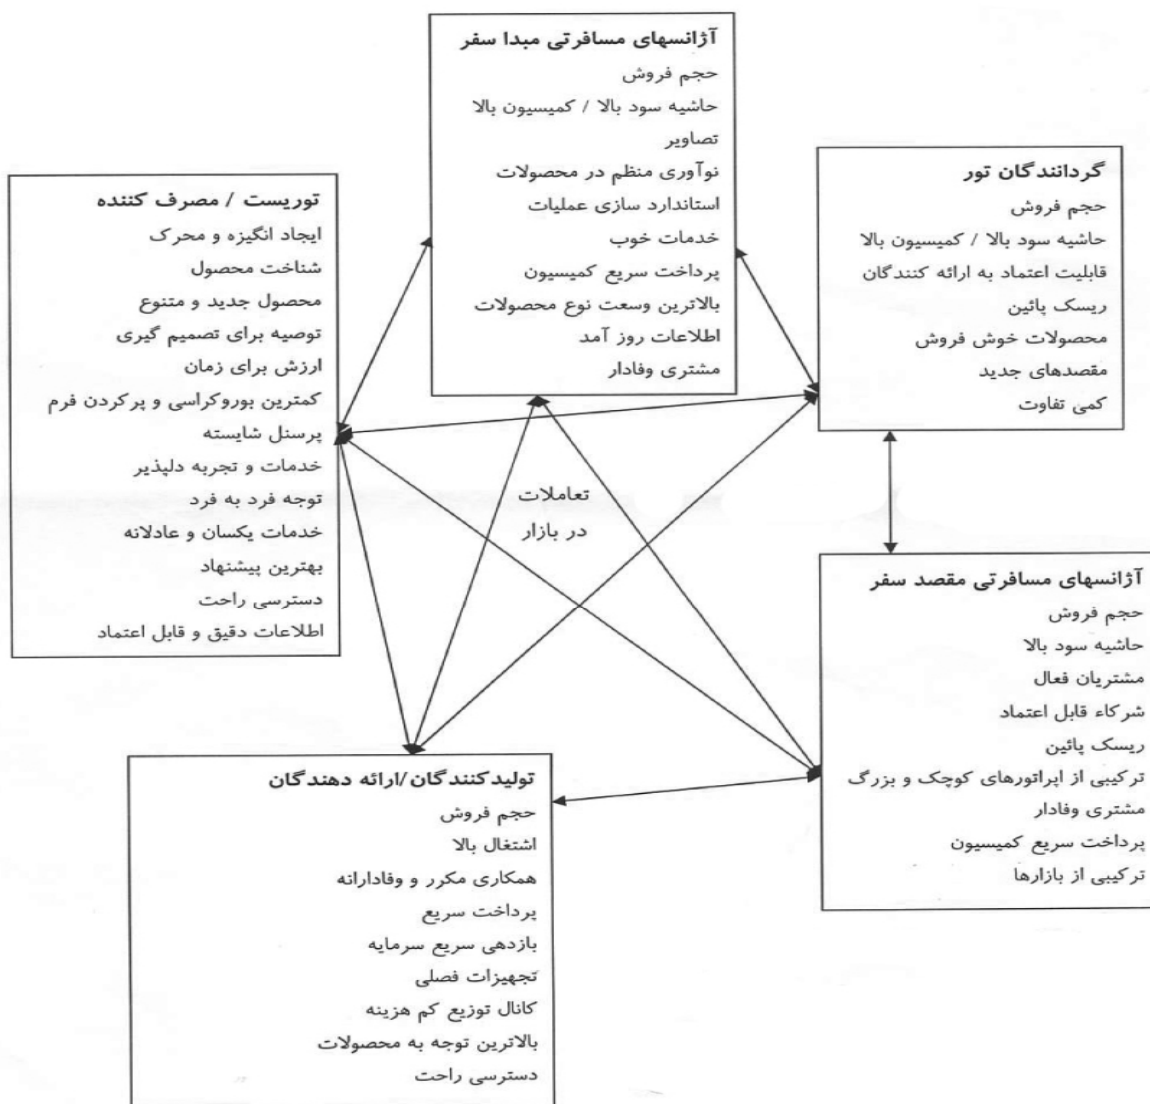 آژانسهای مسافرتی مبدا سفر
حجم فروش
حاشیه سود بالا / کمیسیون بالا
تصاویر
نوآوری منظم در محصولات
استاندارد سازی عملیات
خدمات خوب
پرداخت سریع کمیسیون
بالاترین وسعت نوع محصولات
اطلاعات روز آمد
مشتری وفادار
گردانندگان تور
حجم فروش
حاشیه سود بالا / کمیسیون بالا
قابلیت اعتماد به ارائه کنندگان
ریسک پائین
محصولات خوش فروش
مقصدهای جدید
کمی تفاوت
توریست / مصرف کننده
ایجاد انگیزه و محرک
شناخت محصول
محصول جدید و متنوع
توصیه برای تصمیم گیری
ارزش برای زمان
کمترین بوروکراسی و پرکردن فرم
پرسنل شایسته
خدمات و تجربه دلپذیر
توجه فرد به فرد
خدمات یکسان و عادلانه
بهترین پیشنهاد
دسترسی راحت
اطلاعات دقیق و قابل اعتماد
تعاملات
در بازار
آژانسهای مسافرتی مقصد سفر
حجم فروش
حاشیه سود بالا
مشتریان فعال
شرکاء قابل اعتماد
ریسک پائین
ترکیبی از اپراتورهای کوچک و بزرگ
مشتری وفادار
پرداخت سریع کمیسیون
ترکیبی از بازارها
تولیدکنندگان/ارائه دهندگان
حجم فروش
اشتغال بالا
همکاری مکرر و وفادارانه
پرداخت سریع
بازدهی سریع سرمایه
تجهیزات فصلی
کانال توزیع کم هزینه
بالاترین توجه به محصولات
دسترسی راحت